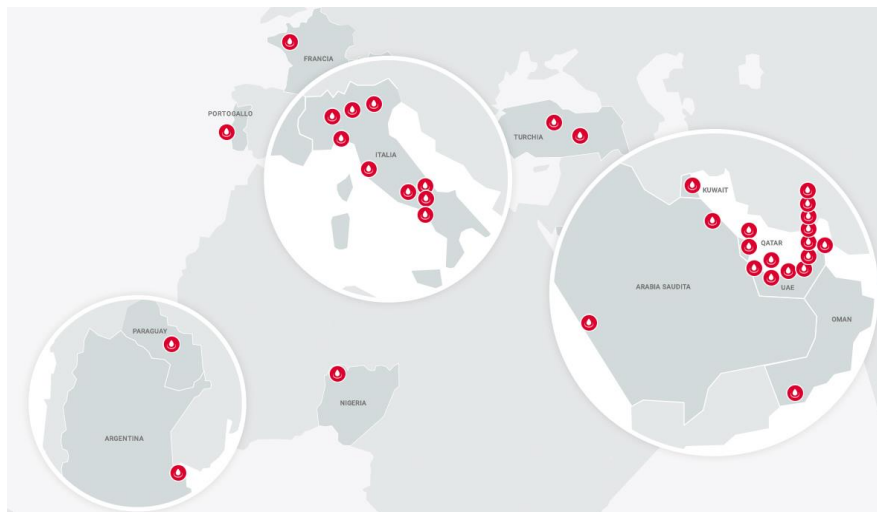 FRANCIA
PORTOGALLO
ITALIA
TURCHIA
KUWAIT
QATAR
ARABIA SAUDITA
UAE
OMAN
PARAGUAY
NIGERIA
ARGENTINA